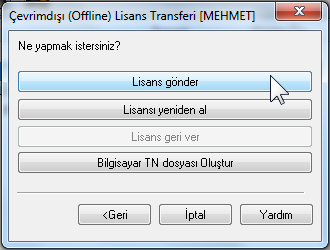 Çevrimdışı (Offline) Lisans Transferi [MEHMET]
Ne yapmak istersiniz?
Lisans gönder
Lisansı yeniden al
Lisans geri ver
Bilgisayar TN dosyası Oluştur
<Geri
İptal
Yardım